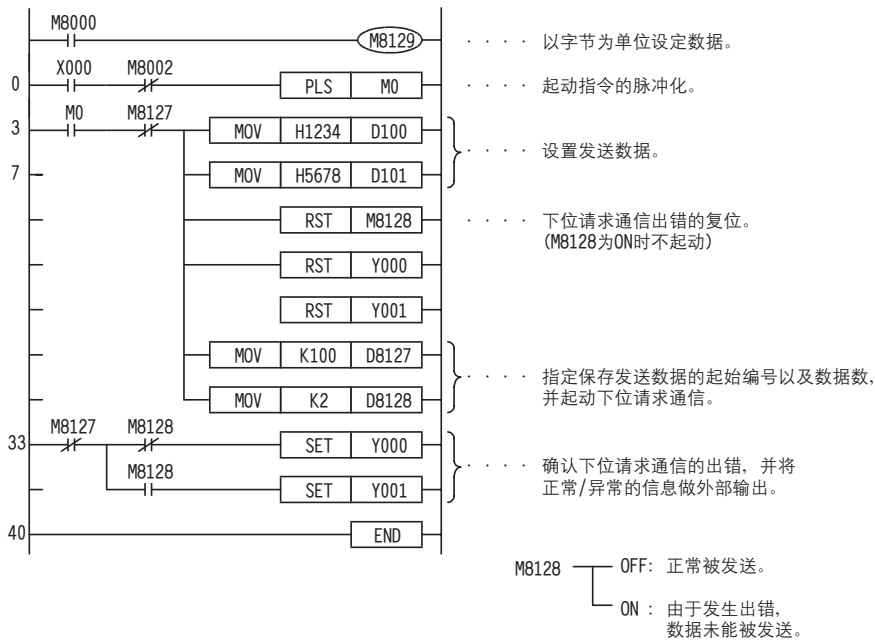 M8000
M8129 · · · · 以字节为单位设定数据。
X000 M8002
0 PLS M0 · · · · 起动指令的脉冲化。
M0 M8127
3 MOV H1234 D100
· · · · 设置发送数据。
7 MOV H5678 D101
RST M8128 · · · · 下位请求通信出错的复位。
(M8128为ON时不起动)
RST Y000
RST Y001
MOV K100 D8127
· · · · 指定保存发送数据的起始编号以及数据数,
并起动下位请求通信。
MOV K2 D8128
M8127 M8128
33 SET Y000
· · · · 确认下位请求通信的出错, 并将
正常/异常的信息做外部输出。
M8128
SET Y001
40 END
M8128 OFF: 正常被发送。
ON : 由于发生出错,
数据未能被发送。